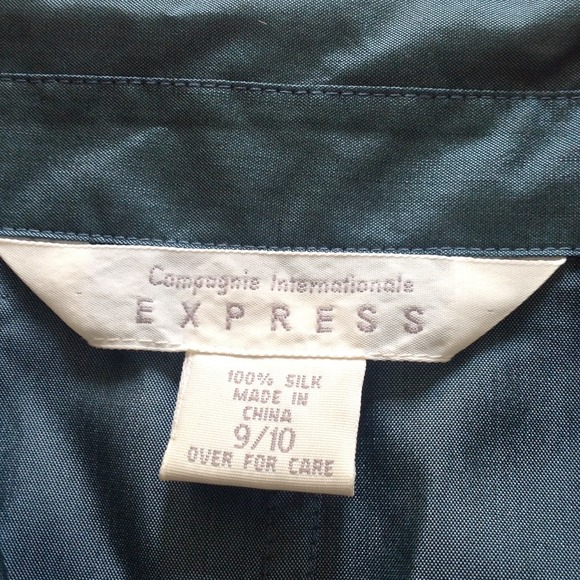 Compagnie Internationale
EXPRESS
100% SILK
MADE IN
CHINA
9/10
OVER FOR CARE